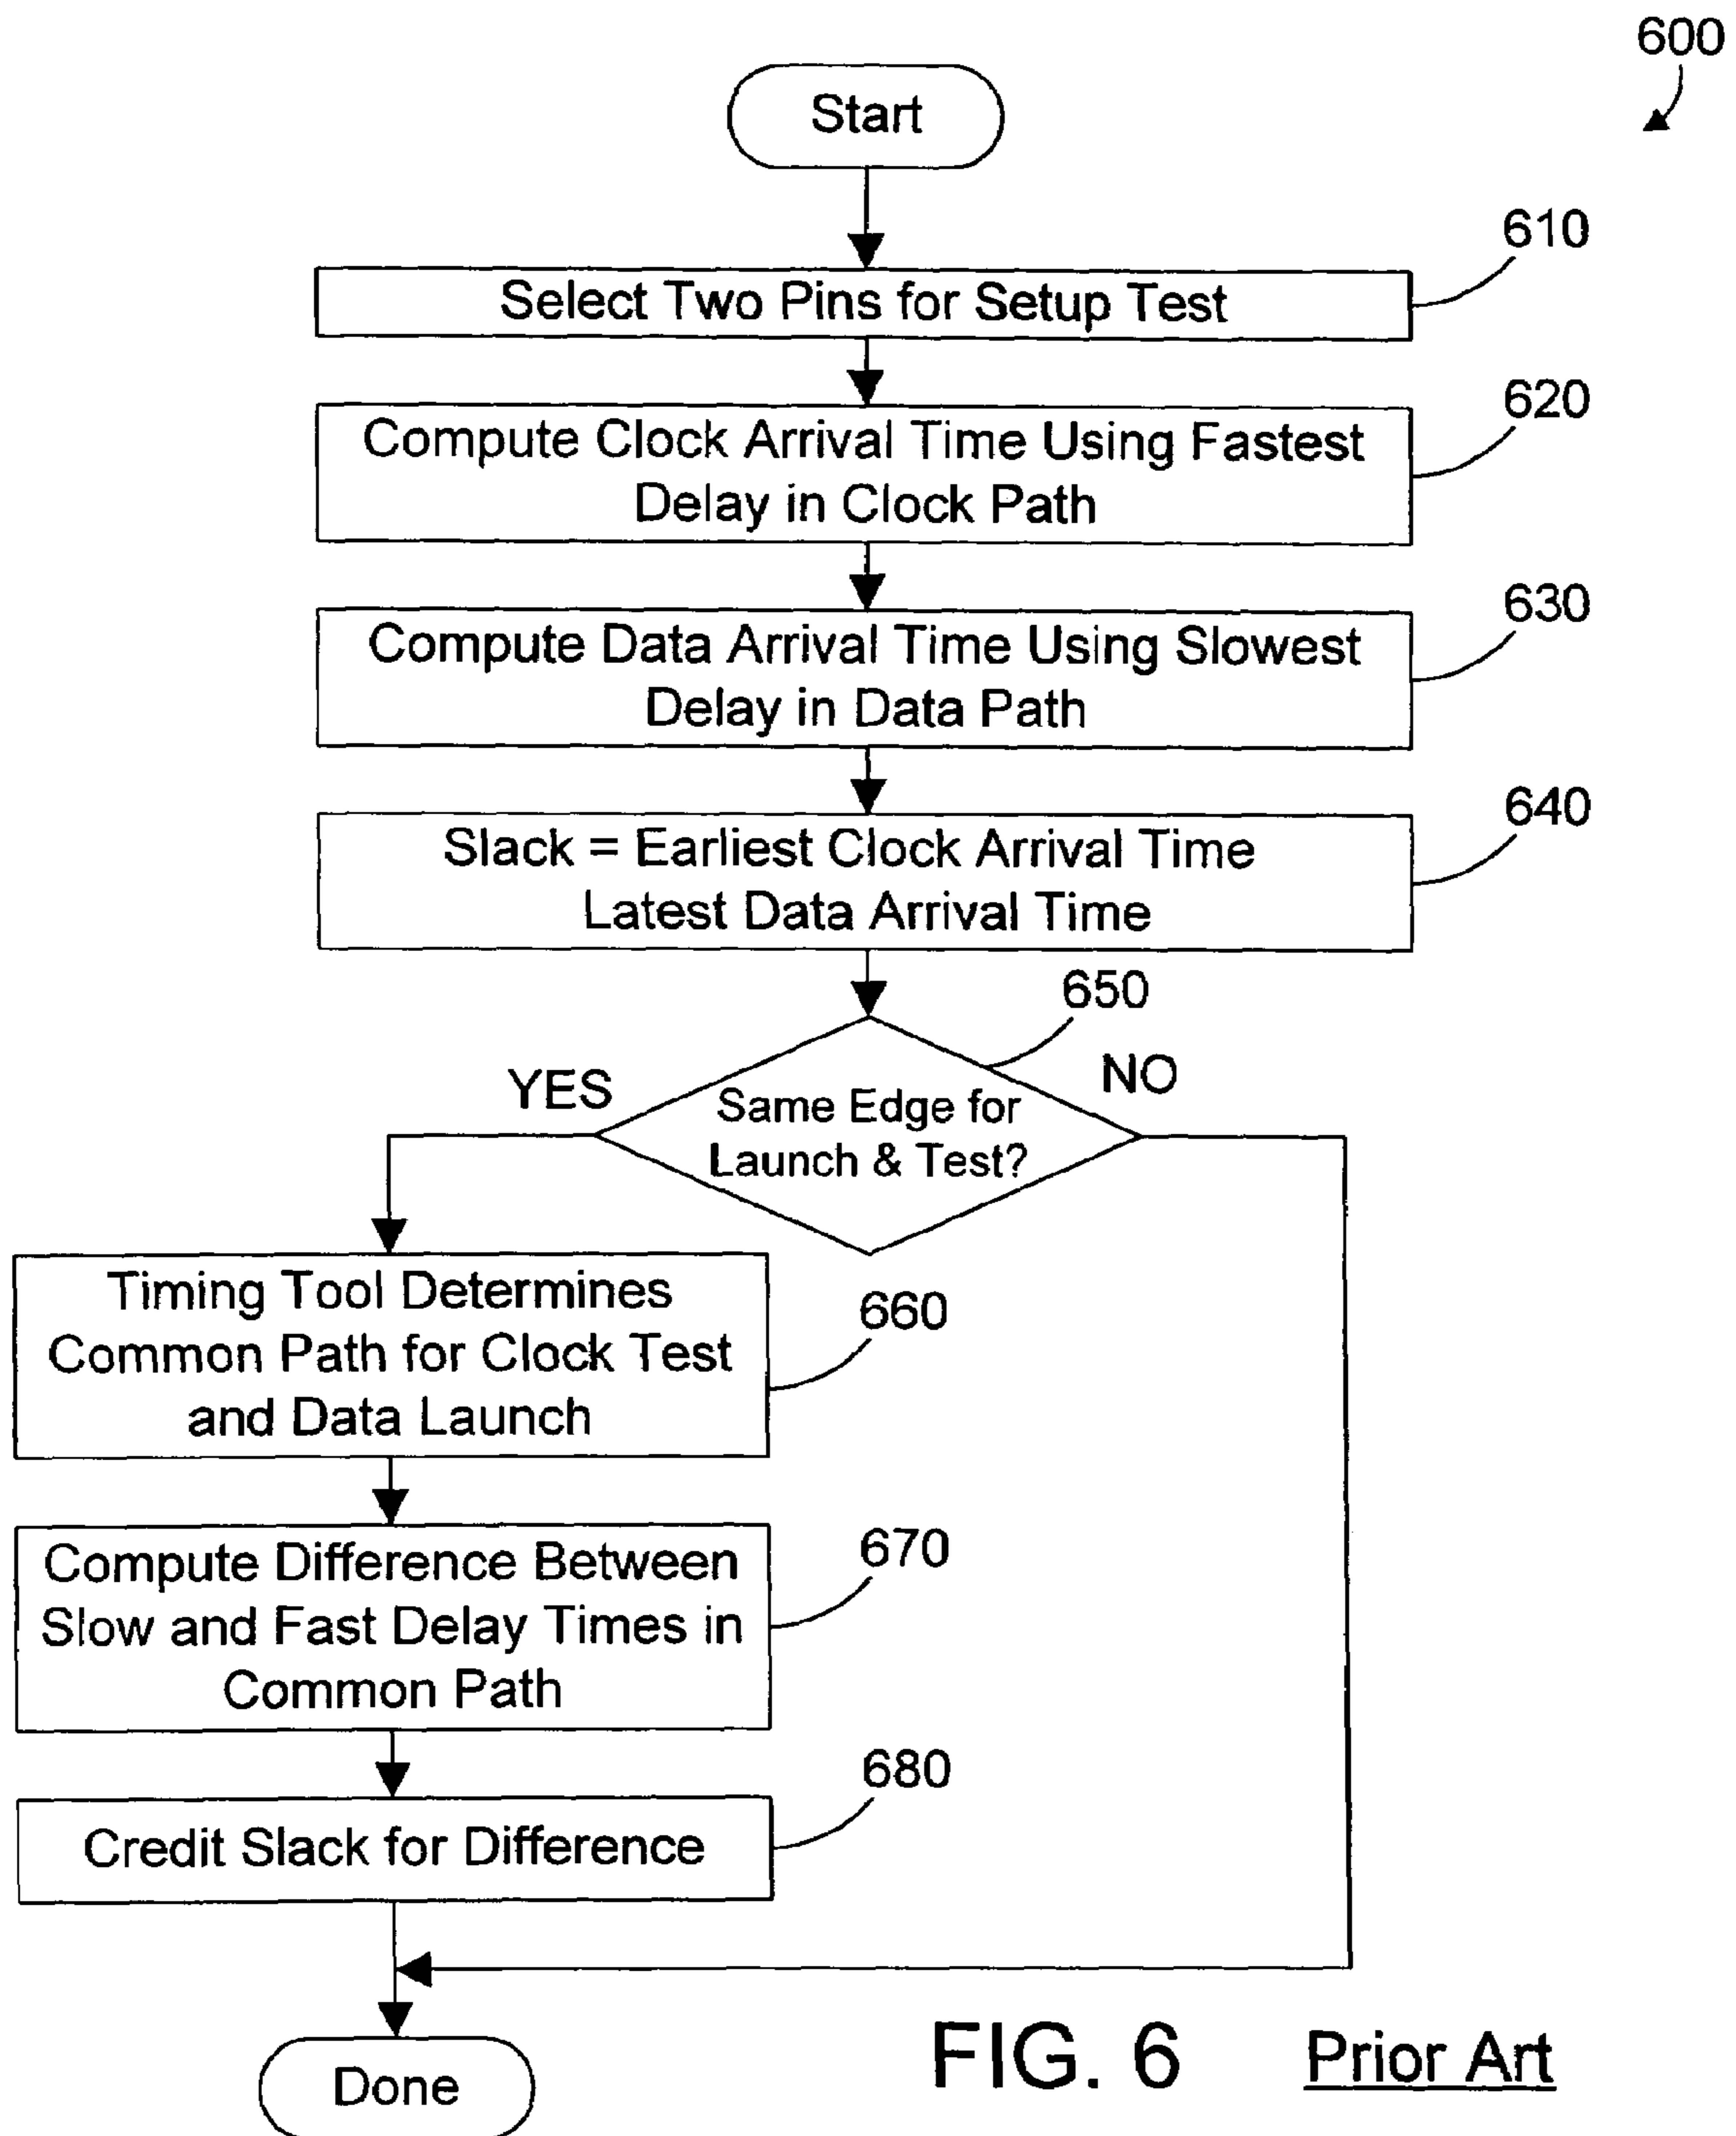 600
Start
610
Select Two Pins for Setup Test
620
Compute Clock Arrival Time Using Fastest
Delay in Clock Path
630
Compute Data Arrival Time Using Slowest
Delay in Data Path
640
Slack = Earliest Clock Arrival Time
Latest Data Arrival Time
650
YES
NO
Same Edge for
Launch & Test?
660
Timing Tool Determines
Common Path for Clock Test
and Data Launch
670
Compute Difference Between
Slow and Fast Delay Times in
Common Path
680
Credit Slack for Difference
Done
FIG. 6 Prior Art